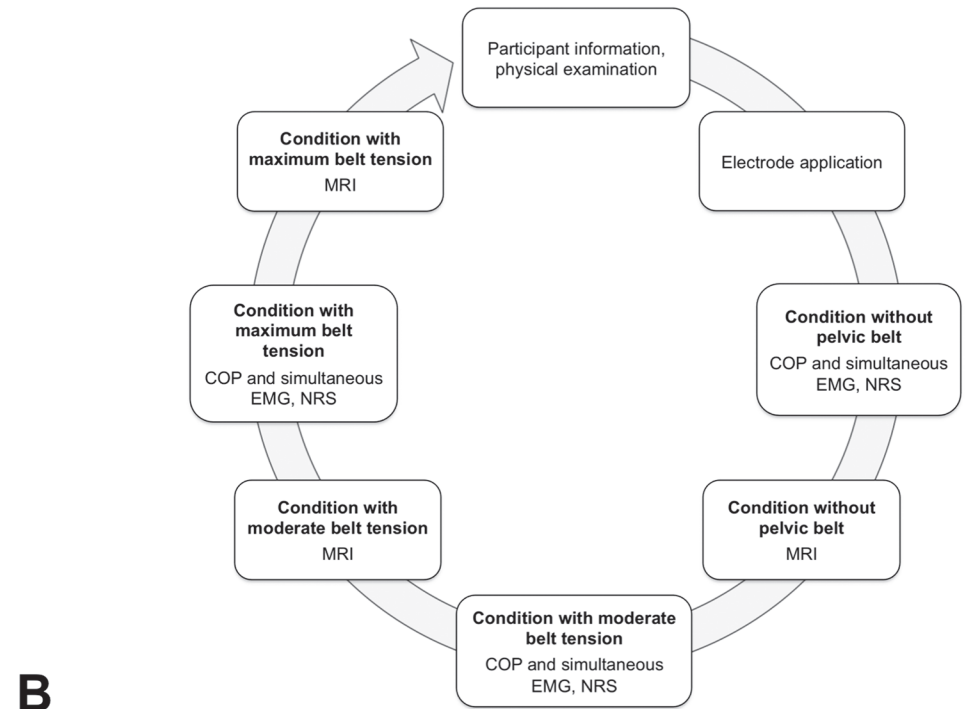 Participant information,
physical examination
Electrode application
Condition without
pelvic belt
COP and simultaneous
EMG, NRS
Condition without
pelvic belt
MRI
Condition with moderate
belt tension
COP and simultaneous
EMG, NRS
Condition with
moderate belt tension
MRI
Condition with
maximum belt
tension
COP and simultaneous
EMG, NRS
Condition with
maximum belt tension
MRI
B